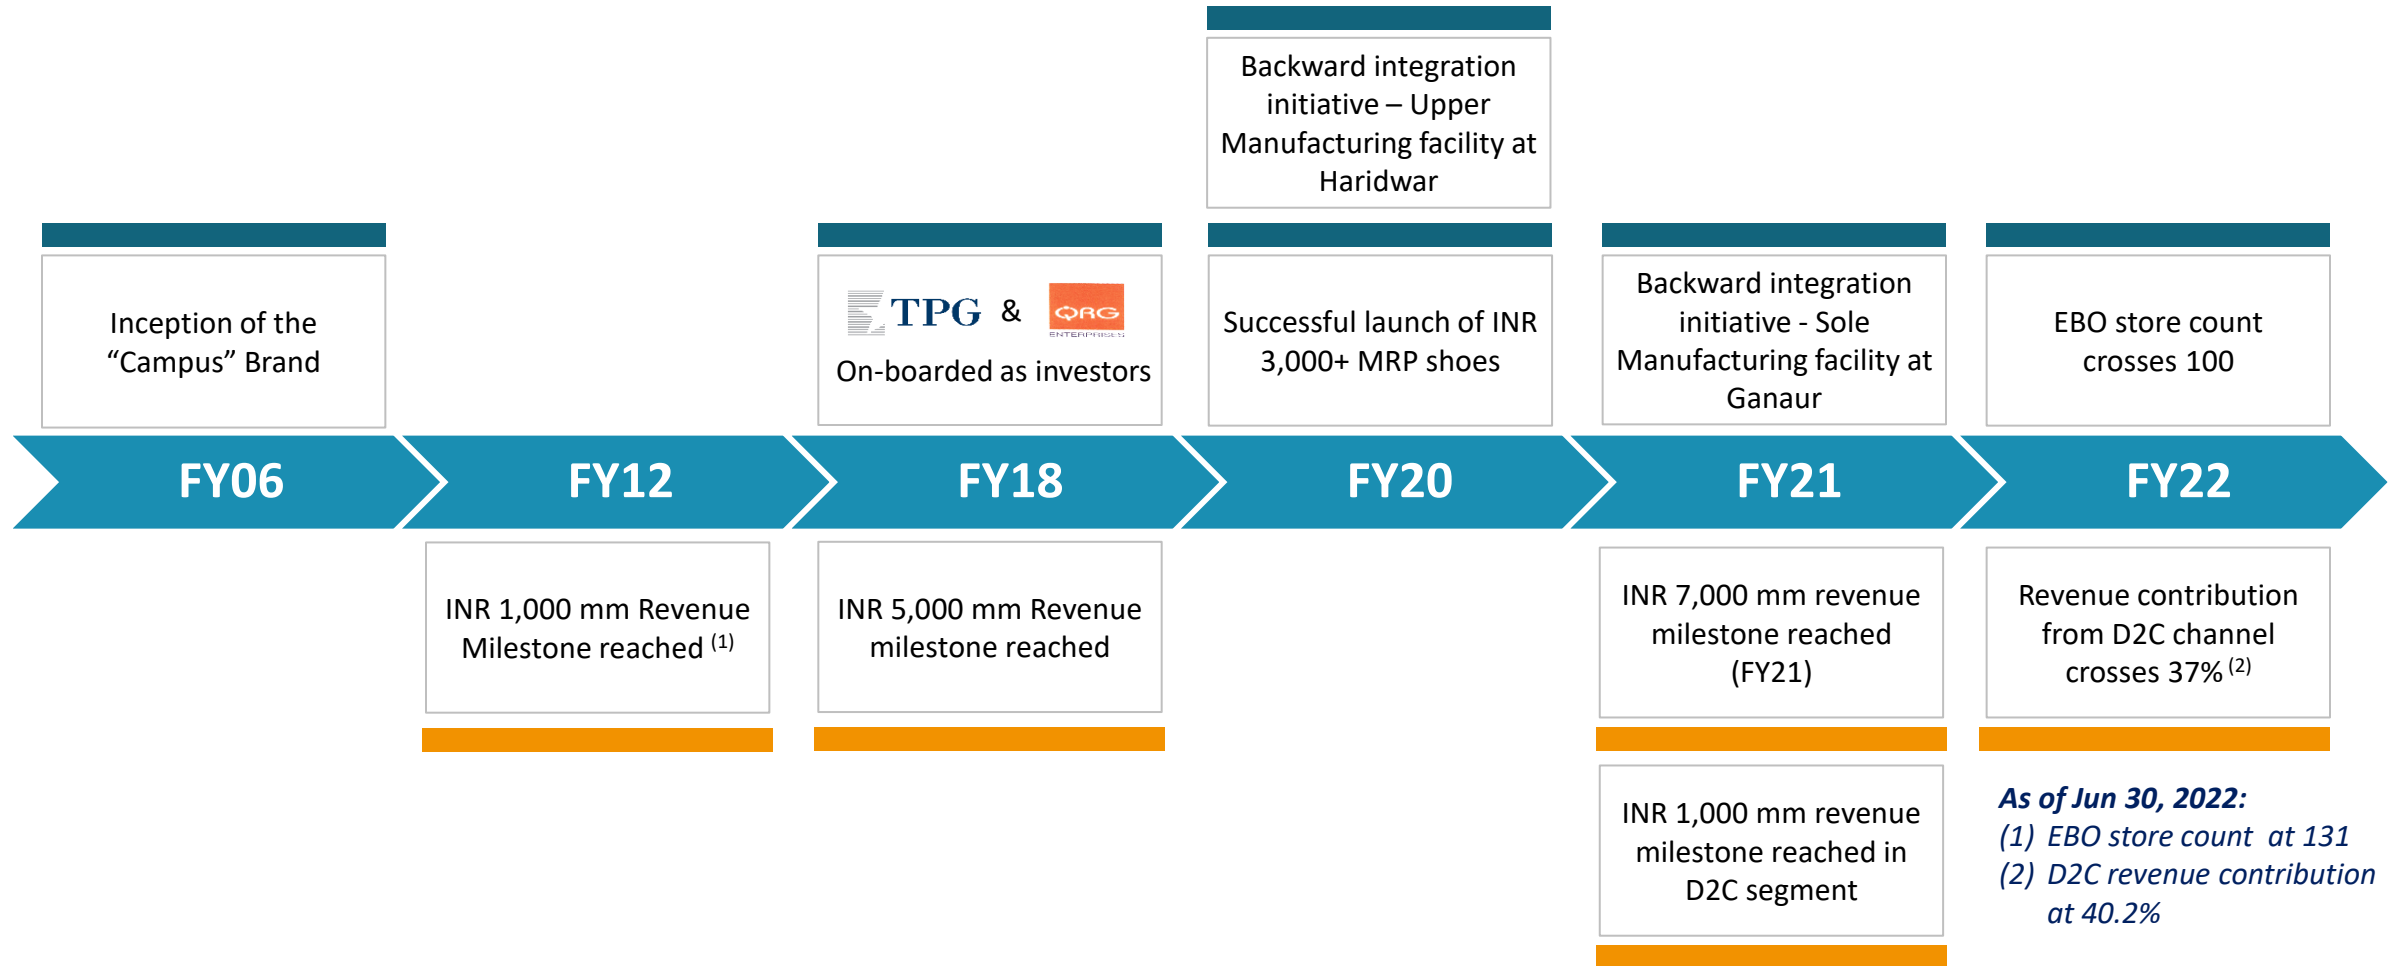 Backward integration
initiative – Upper
Manufacturing facility at
Haridwar
Inception of the
“Campus” Brand
TPG & QRG
ENTERPRISES
On-boarded as investors
Successful launch of INR
3,000+ MRP shoes
Backward integration
initiative - Sole
Manufacturing facility at
Ganaur
EBO store count
crosses 100
FY06
FY12
FY18
FY20
FY21
FY22
INR 1,000 mm Revenue
Milestone reached (1)
INR 5,000 mm Revenue
milestone reached
INR 7,000 mm revenue
milestone reached
(FY21)
Revenue contribution
from D2C channel
crosses 37% (2)
INR 1,000 mm revenue
milestone reached in
D2C segment
As of Jun 30, 2022:
(1) EBO store count at 131
(2) D2C revenue contribution
at 40.2%